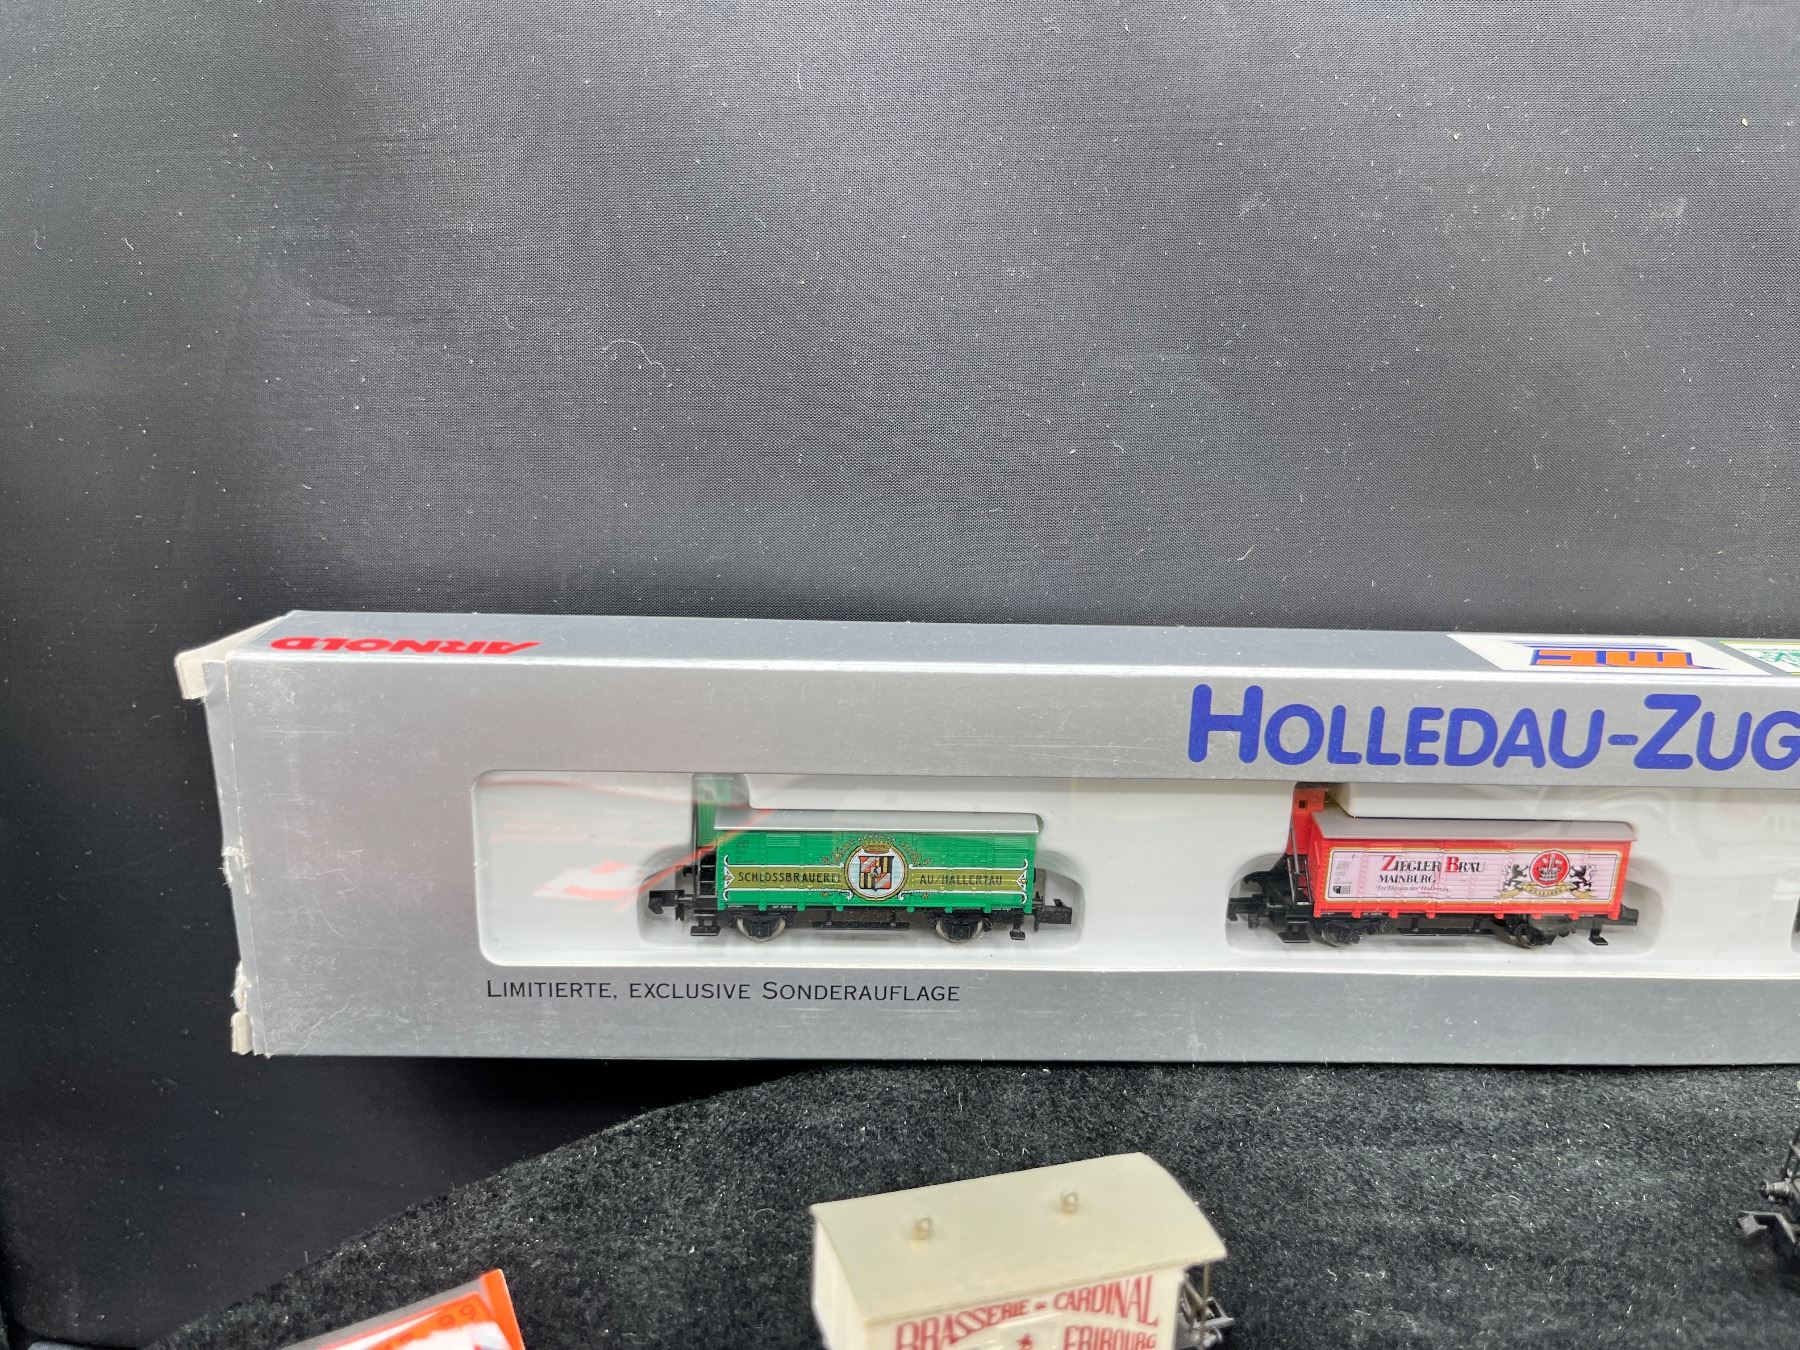 ARNOLD
HOLLEDAU-ZUG
SCHLOSSBRAUEREI AU/HALLERTAU
ZIEGLER BRÄU
MAINBURG
LIMITIERTE, EXCLUSIVE SONDERAUFLAGE
BRASSERIE - CARDINAL
FRIBOURG